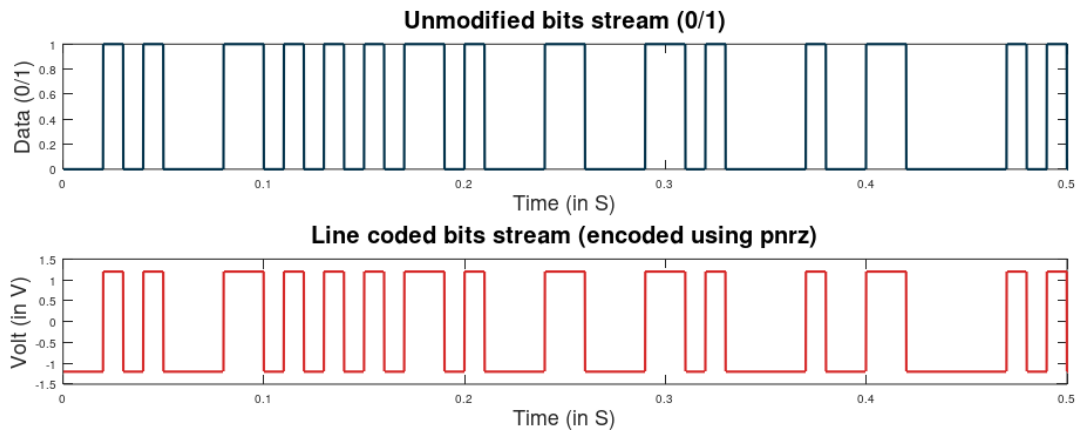 Unmodified bits stream (0/1)
Data (0/1)
1
0.8
0.6
0.4
0.2
0
0 0.1 0.2 0.3 0.4 0.5
Time (in S)
Line coded bits stream (encoded using pnrz)
Volt (in V)
1.5
1
0.5
0
-0.5
-1
-1.5
0 0.1 0.2 0.3 0.4 0.5
Time (in S)